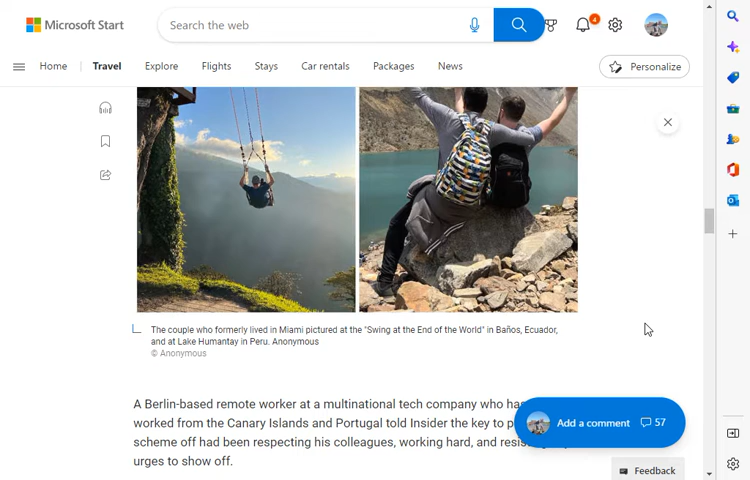 Microsoft Start
Search the web
4
Home
Travel
Explore
Flights
Stays
Car rentals
Packages
News
Personalize
The couple who formerly lived in Miami pictured at the "Swing at the End of the World" in Baños, Ecuador,
and at Lake Humantay in Peru. Anonymous
© Anonymous
A Berlin-based remote worker at a multinational tech company who
worked from the Canary Islands and Portugal told Insider the key to
scheme off had been respecting his colleagues, working hard, and
urges to show off.
Add a comment
57
Feedback